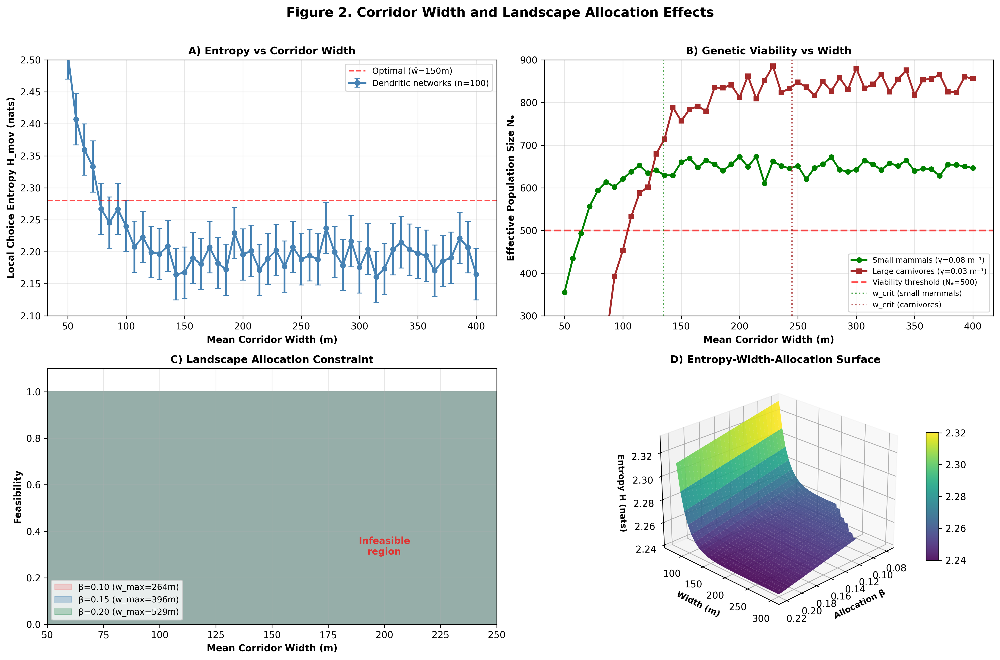 Figure 2. Corridor Width and Landscape Allocation Effects
A) Entropy vs Corridor Width
2.50
2.45
2.40
2.35
2.30
2.25
2.20
2.15
2.10
Local Choice Entropy H_mov (nats)
Optimal (w̄=150m)
Dendritic networks (n=100)
50
100
150
200
250
300
350
400
Mean Corridor Width (m)
B) Genetic Viability vs Width
900
800
700
600
500
400
300
Effective Population Size Nₑ
Small mammals (γ=0.08 m⁻¹)
Large carnivores (γ=0.03 m⁻¹)
Viability threshold (Nₑ=500)
w_crit (small mammals)
w_crit (carnivores)
50
100
150
200
250
300
350
400
Mean Corridor Width (m)
C) Landscape Allocation Constraint
1.0
0.8
0.6
0.4
0.2
0.0
Feasibility
Infeasible
region
β=0.10 (w_max=264m)
β=0.15 (w_max=396m)
β=0.20 (w_max=529m)
50
75
100
125
150
175
200
225
250
Mean Corridor Width (m)
D) Entropy-Width-Allocation Surface
Entropy H (nats)
2.32
2.30
2.28
2.26
2.24
100
150
200
250
300
Width (m)
0.22
0.20
0.18
0.16
0.14
0.12
0.10
0.08
Allocation β
2.32
2.30
2.28
2.26
2.24